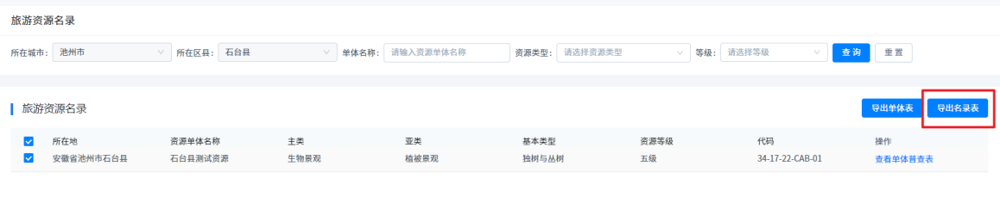 旅游资源名录
所在城市: 池州市 所在区县: 石台县 单体名称: 请输入资源单体名称 资源类型: 请选择资源类型 等级: 请选择等级 查 询 重 置
旅游资源名录 导出单体表 导出名录表
所在地 资源单体名称 主类 亚类 基本类型 资源等级 代码 操作
安徽省池州市石台县 石台县测试资源 生物景观 植被景观 独树与丛树 五级 34-17-22-CAB-01 查看单体普查表